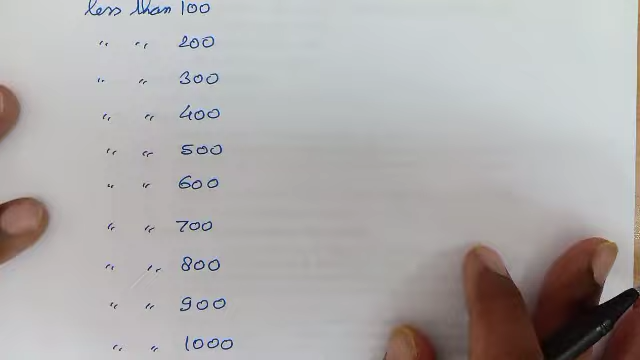 less than 100
" " 200
" " 300
" " 400
" " 500
" " 600
" " 700
" " 800
" " 900
" " 1000